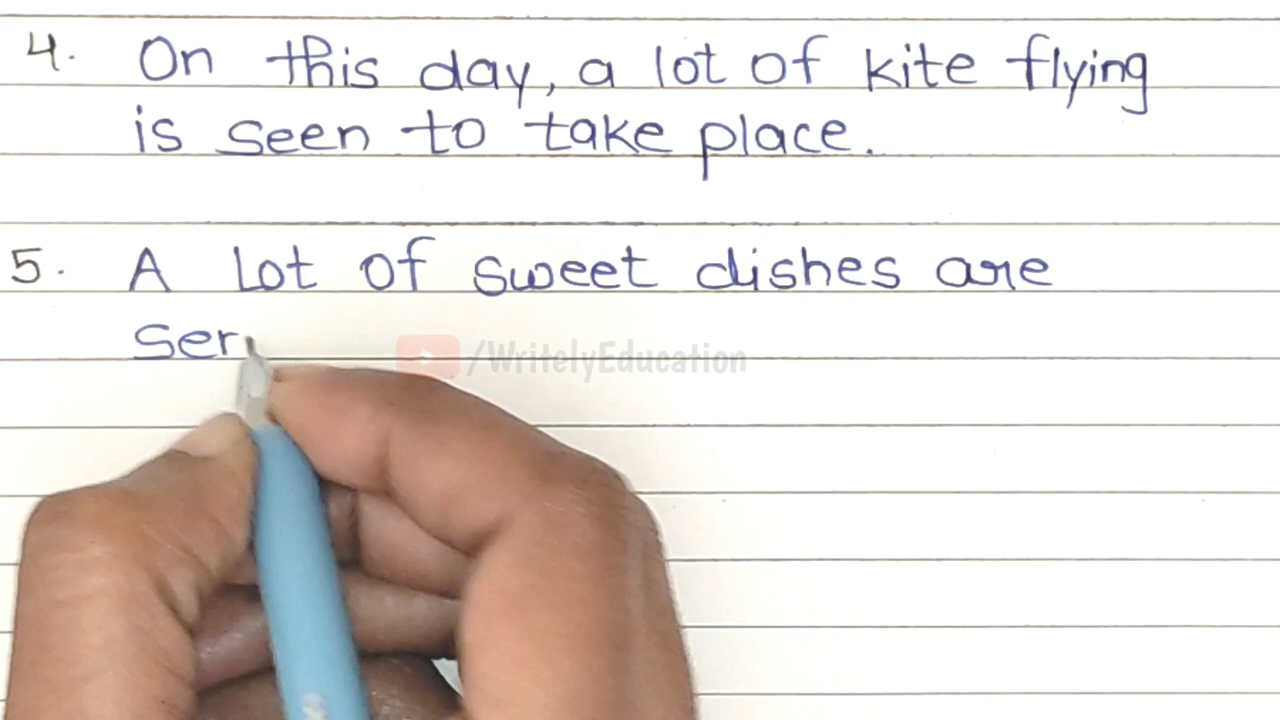 4. On this day, a lot of kite flying
is seen to take place.
5. A lot of sweet dishes are
ser
/WritelyEducation